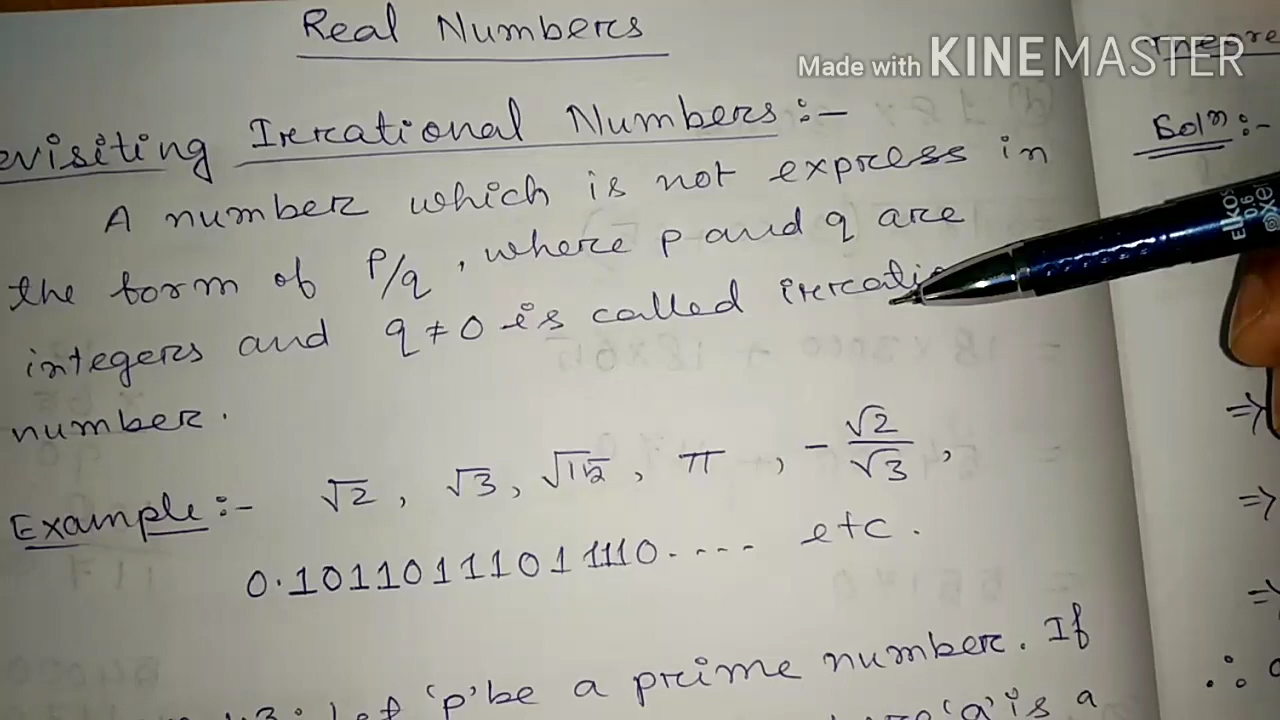 Real Numbers
Made with KINEMASTER
evisiting Irrational Numbers :-
A number which is not express in
the form of P/q, where p and q are
integers and q ≠ 0 is called irratio
number.
Example :- √2, √3, √15, π, -√2/√3,
0.10110111011110.... etc.
Let 'p' be a prime number. If
'a' is a
Soln :-
Elkos